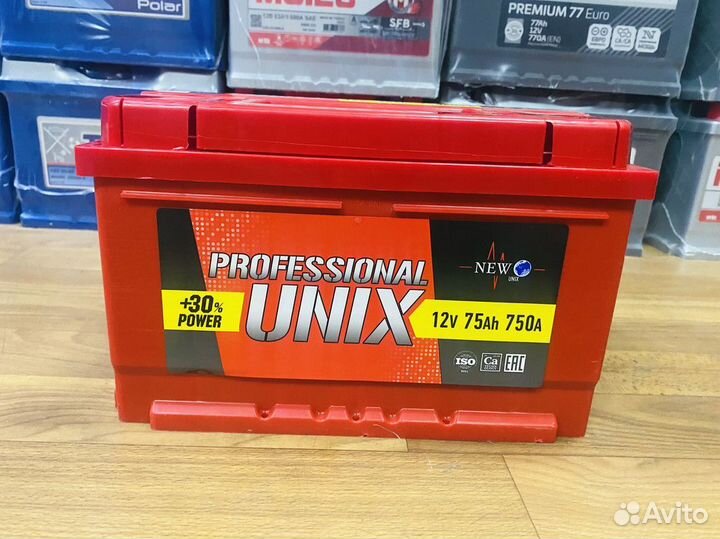 Polar
SFB
PREMIUM 77 Euro
77Ah
12V
770A(EN)
PROFESSIONAL
UNIX
+30%
POWER
NEW
UNIX
12V 75Ah 750A
ISO
Ca
EAC
Avito